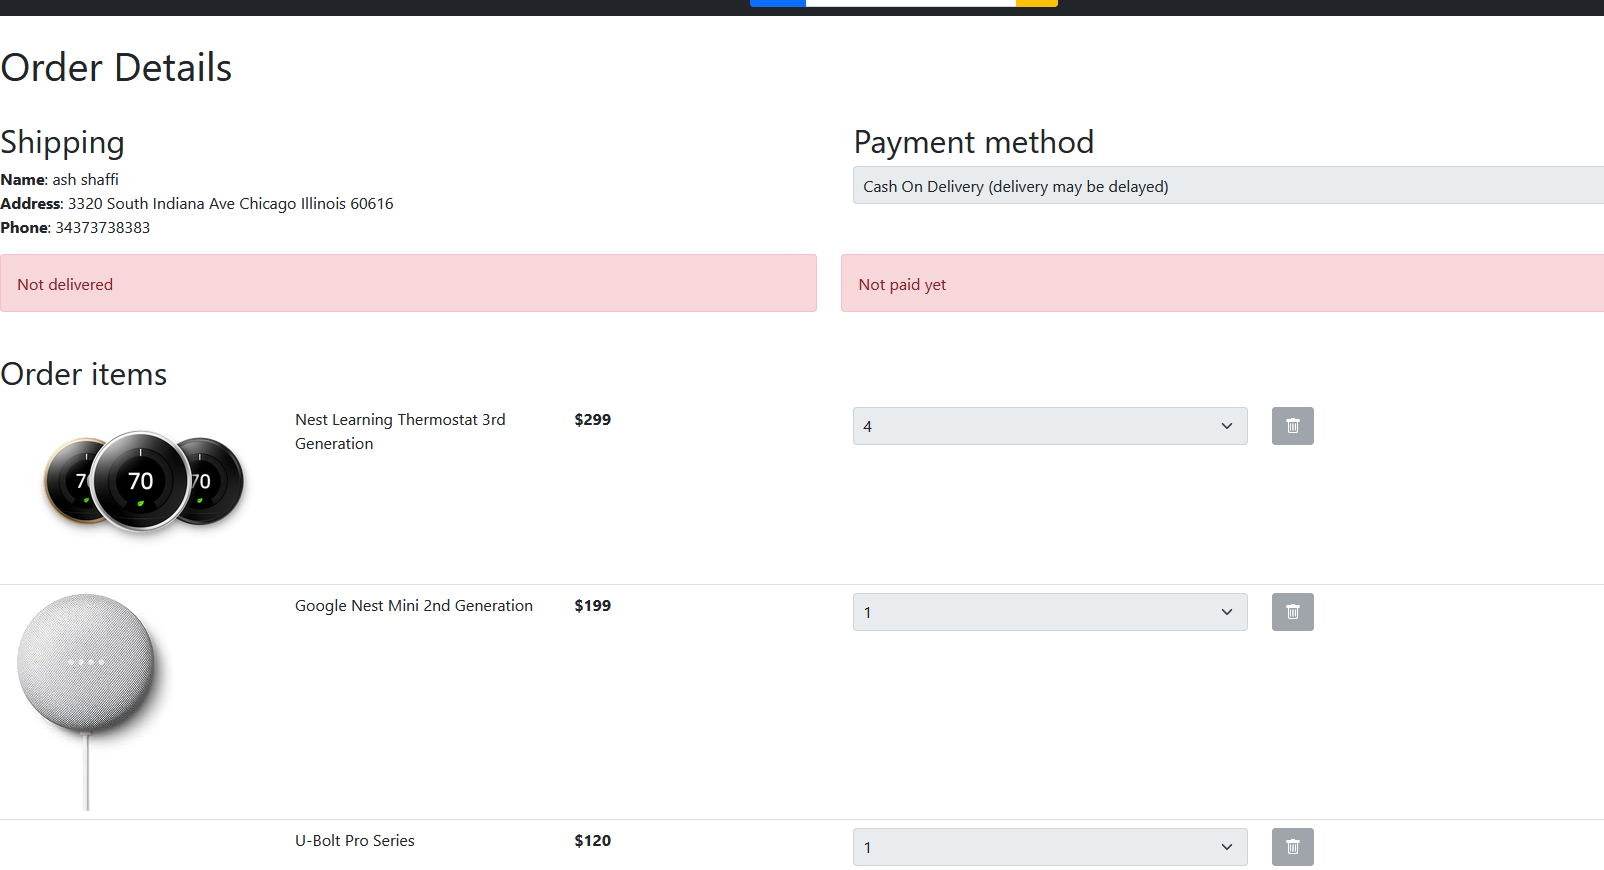 Order Details
Shipping
Name: ash shaffi
Address: 3320 South Indiana Ave Chicago Illinois 60616
Phone: 34373738383
Payment method
Cash On Delivery (delivery may be delayed)
Not delivered
Not paid yet
Order items
70
70
70
Nest Learning Thermostat 3rd
Generation
$299
4
Google Nest Mini 2nd Generation
$199
1
U-Bolt Pro Series
$120
1